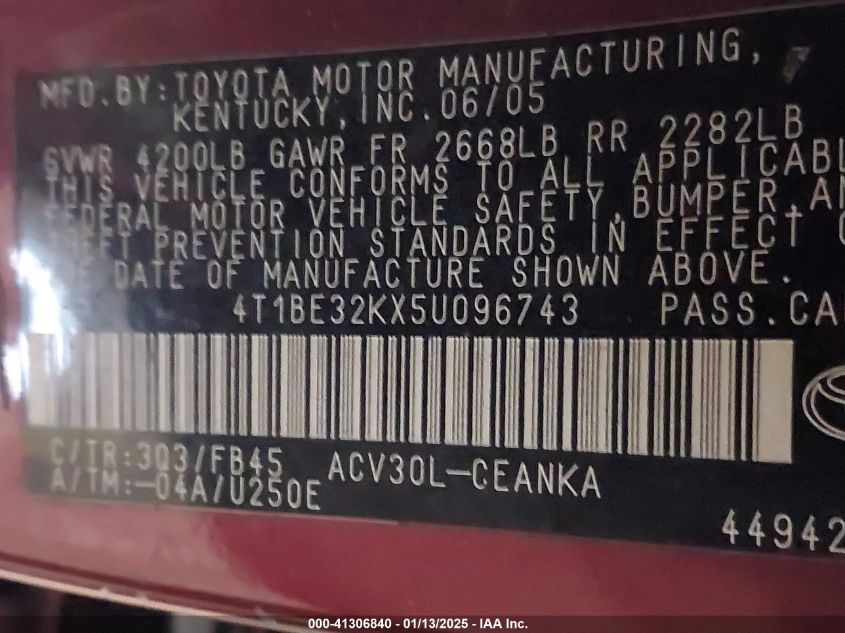 MFD.BY:TOYOTA MOTOR MANUFACTURING,
KENTUCKY,INC.06/05
GVWR 4200LB GAWR FR 2668LB RR 2282LB
THIS VEHICLE CONFORMS TO ALL APPLICABL
FEDERAL MOTOR VEHICLE SAFETY,BUMPER,AN
THEFT PREVENTION STANDARDS IN EFFECT O
THE DATE OF MANUFACTURE SHOWN ABOVE.
4T1BE32KX5U096743 PASS.CA
C/TR:3Q3/FB45 ACV30L-CEANKA
A/TM:-04A/U250E
44942
000-41306840 - 01/13/2025 - IAA Inc.